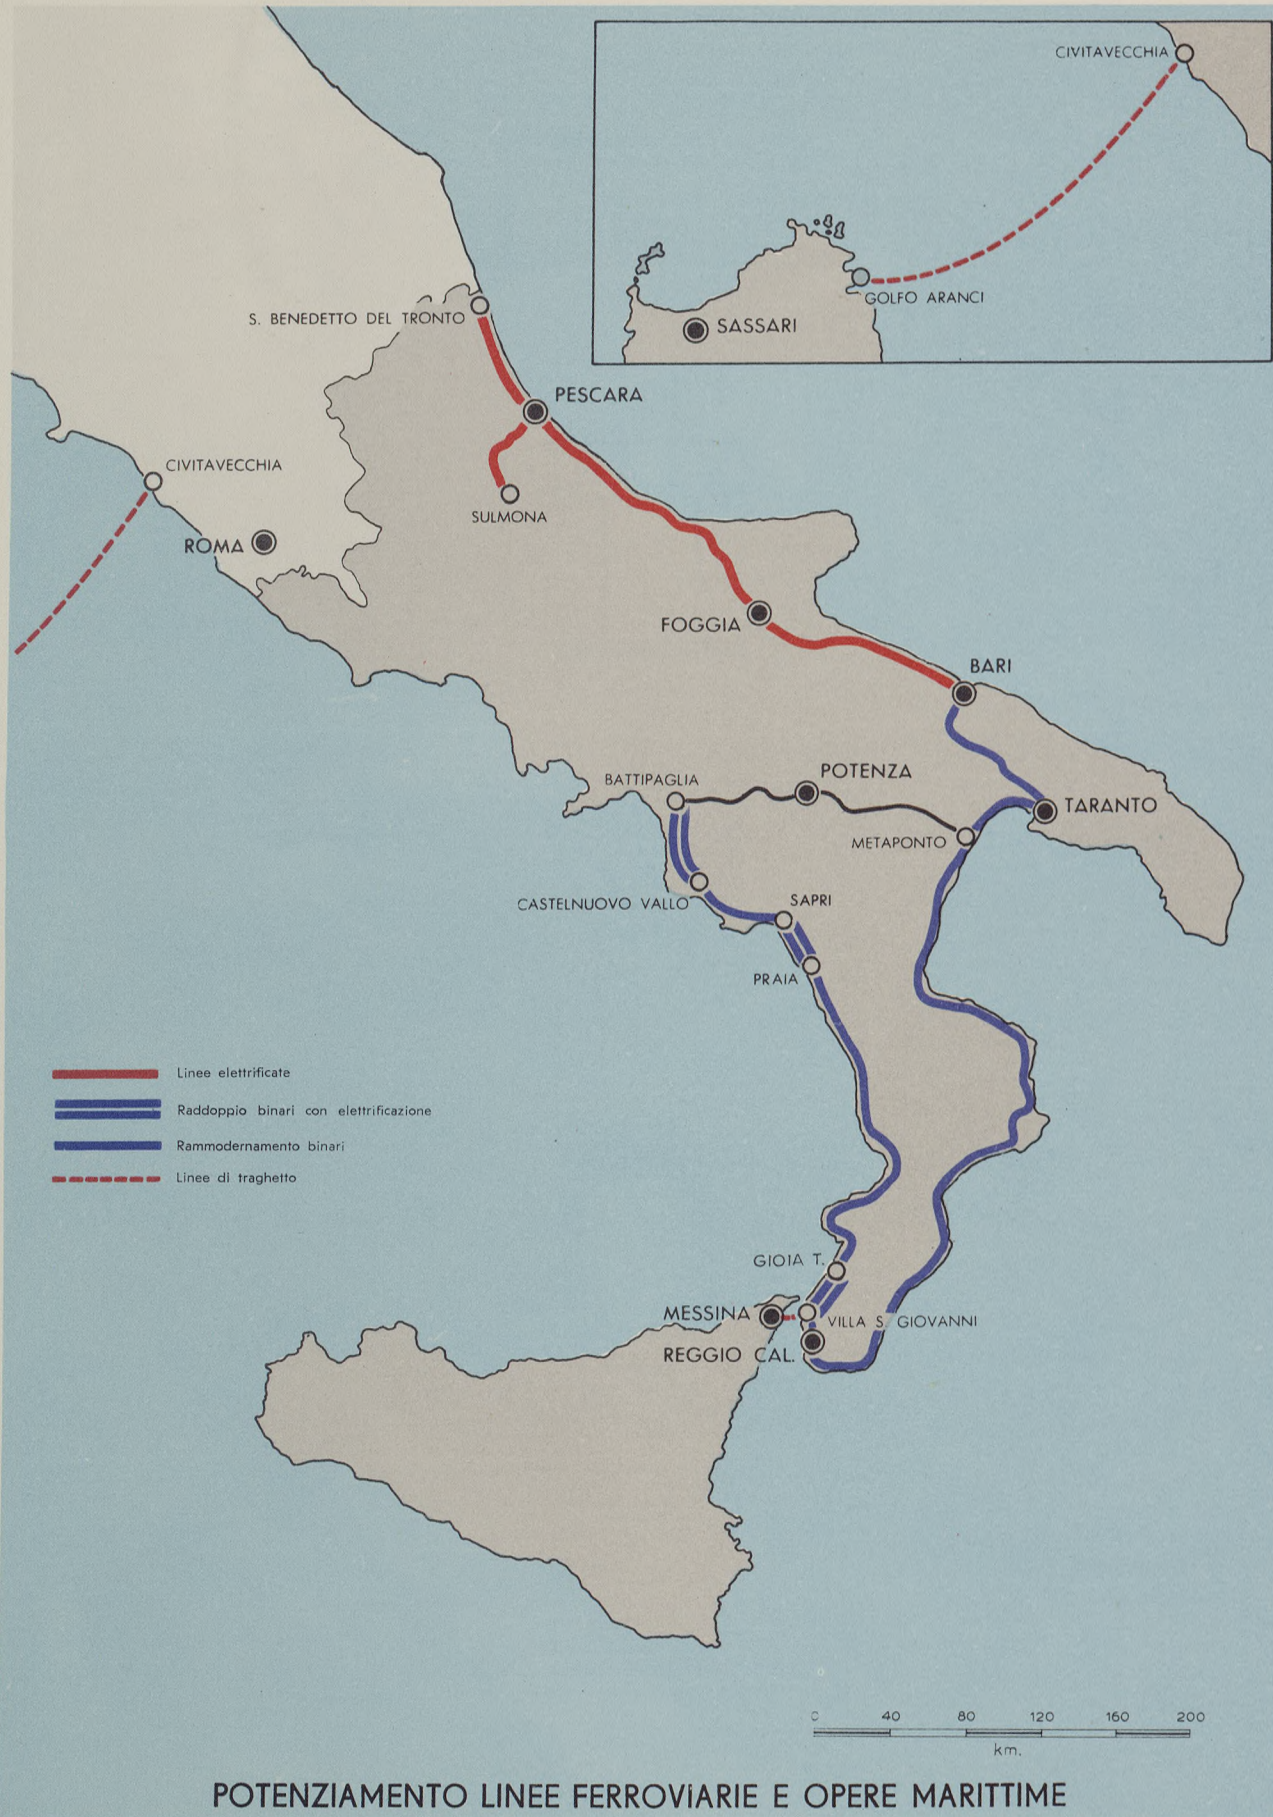 CIVITAVECCHIA
GOLFO ARANCI
SASSARI
S. BENEDETTO DEL TRONTO
PESCARA
CIVITAVECCHIA
SULMONA
ROMA
FOGGIA
BARI
BATTIPAGLIA
POTENZA
TARANTO
METAPONTO
CASTELNUOVO VALLO
SAPRI
PRAIA
Linee elettrificate
Raddoppio binari con elettrificazione
Rammodernamento binari
Linee di traghetto
GIOIA T.
MESSINA
VILLA S. GIOVANNI
REGGIO CAL.
0 40 80 120 160 200
km.
POTENZIAMENTO LINEE FERROVIARIE E OPERE MARITTIME